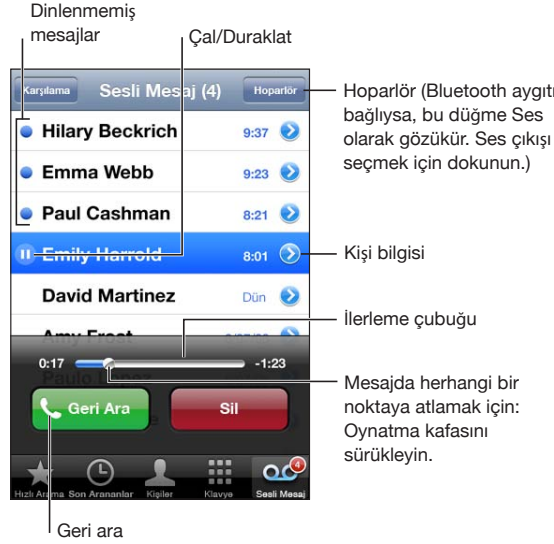 Dinlenmemiş
mesajlar
Çal/Duraklat
Karşılama
Sesli Mesaj (4)
Hoparlör
Hilary Beckrich 9:37
Emma Webb 9:23
Paul Cashman 8:21
Emily Harrold 8:01
David Martinez Dün
Amy Frost
0:17 -1:23
Geri Ara
Sil
Hızlı Arama Son Arananlar Kişiler Klavye Sesli Mesaj
4
Hoparlör (Bluetooth aygıtı
bağlıysa, bu düğme Ses
olarak gözükür. Ses çıkışı
seçmek için dokunun.)
Kişi bilgisi
İlerleme çubuğu
Mesajda herhangi bir
noktaya atlamak için:
Oynatma kafasını
sürükleyin.
Geri ara